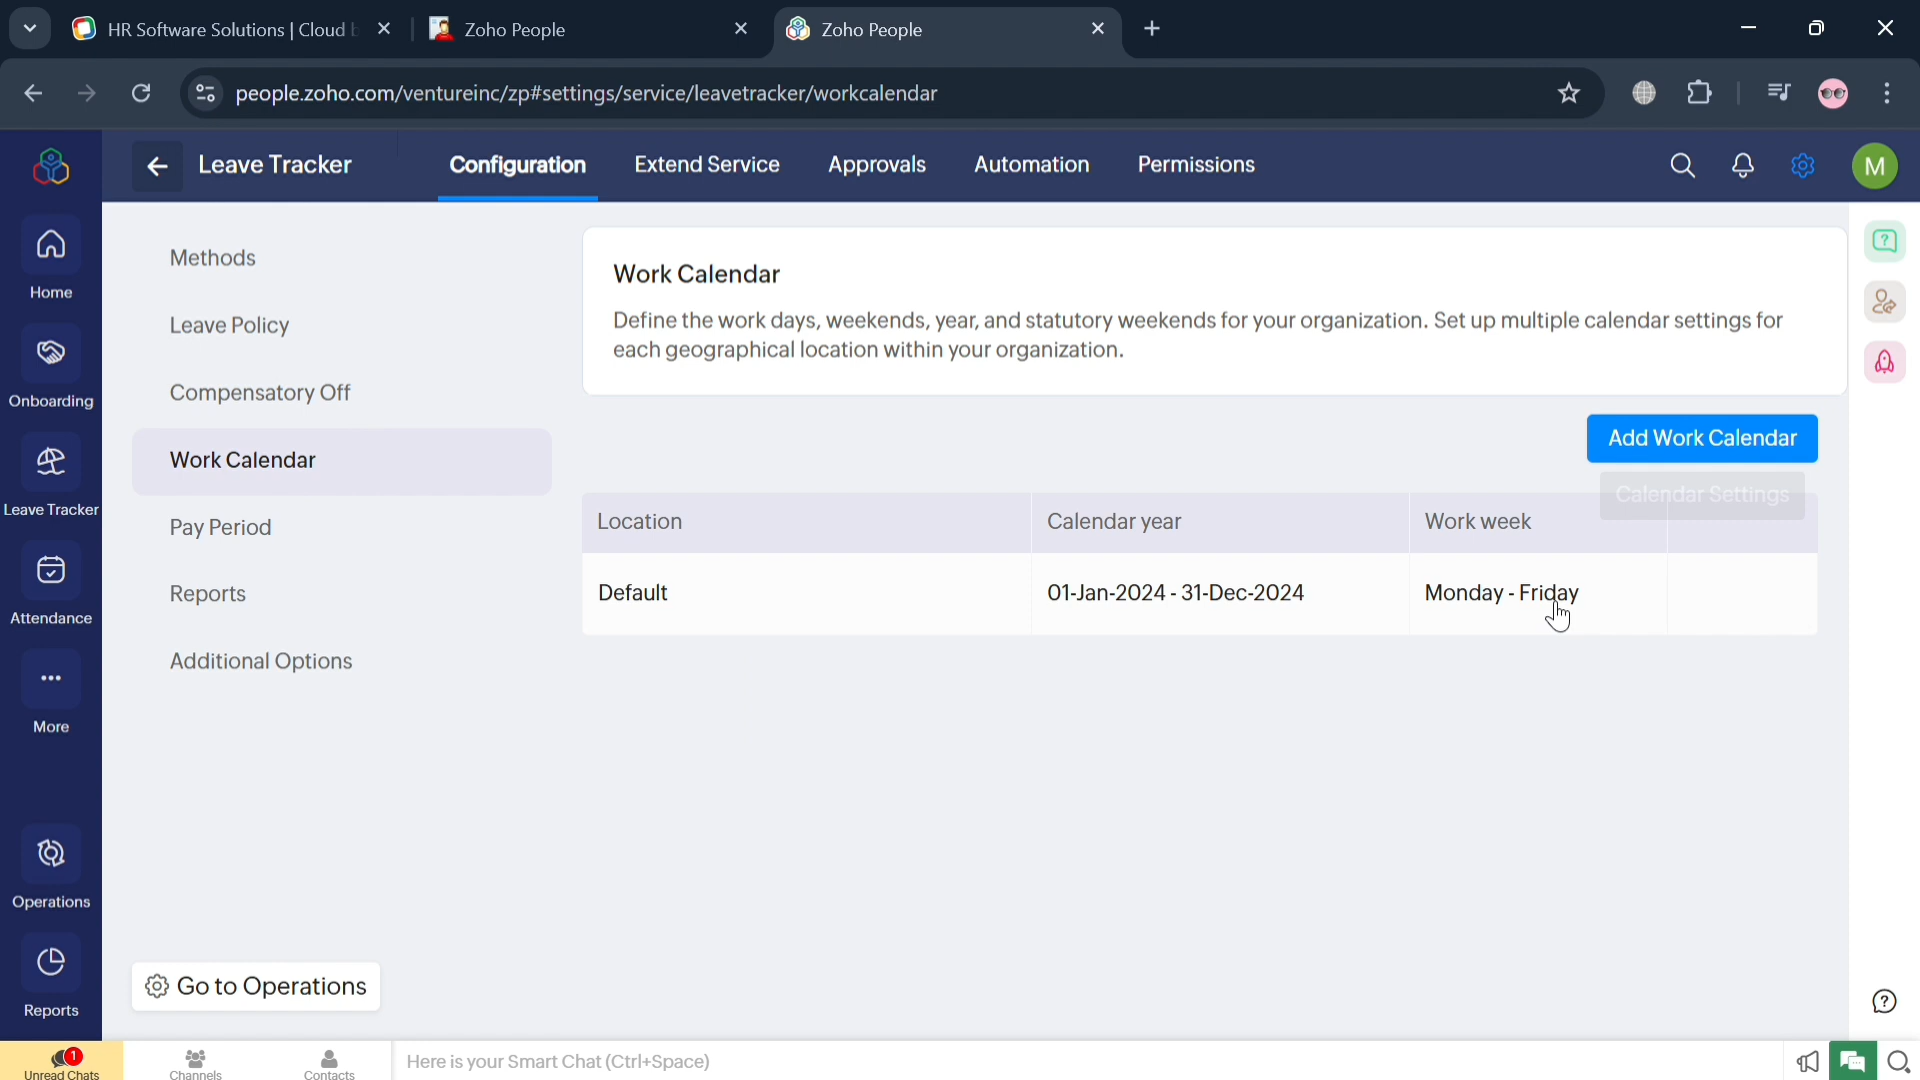 HR Software Solutions | Cloud b
Zoho People
Zoho People
people.zoho.com/ventureinc/zp#settings/service/leavetracker/workcalendar
Leave Tracker
Configuration
Extend Service
Approvals
Automation
Permissions
M
Home
Onboarding
Leave Tracker
Attendance
More
Operations
Reports
Methods
Leave Policy
Compensatory Off
Work Calendar
Pay Period
Reports
Additional Options
Go to Operations
Work Calendar
Define the work days, weekends, year, and statutory weekends for your organization. Set up multiple calendar settings for
each geographical location within your organization.
Add Work Calendar
Calendar Settings
Location
Calendar year
Work week
Default
01-Jan-2024 - 31-Dec-2024
Monday - Friday
1
Unread Chats
Channels
Contacts
Here is your Smart Chat (Ctrl+Space)